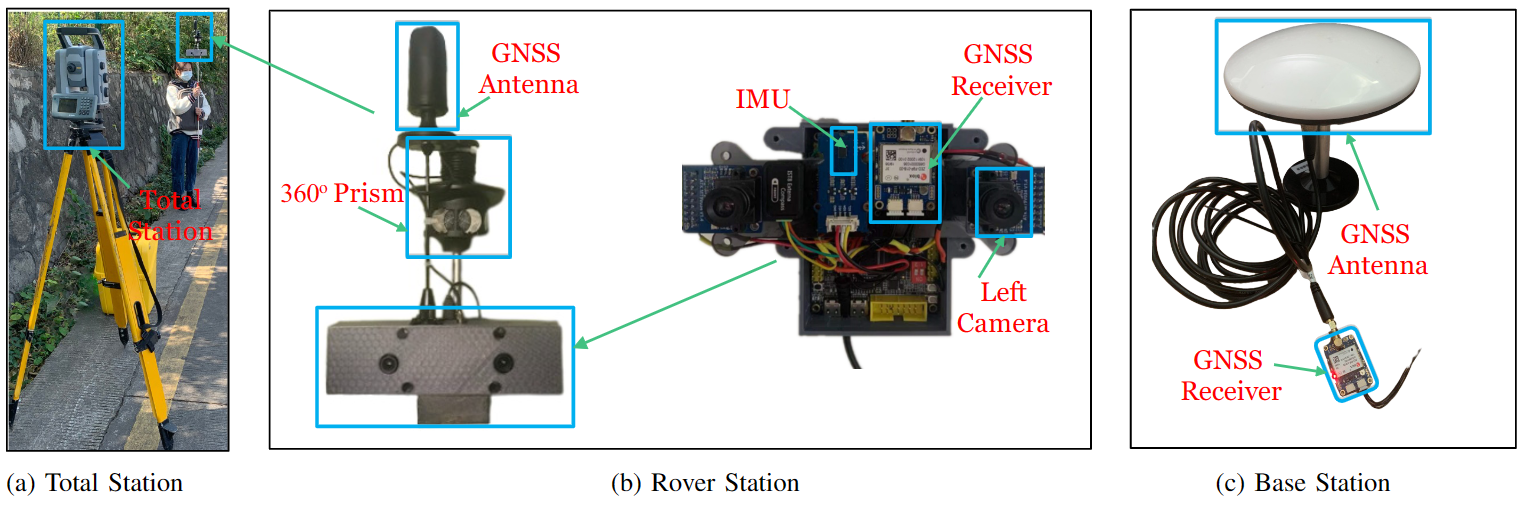 Total
Station
GNSS
Antenna
360º Prism
IMU
GNSS
Receiver
Left
Camera
GNSS
Antenna
GNSS
Receiver
(a) Total Station
(b) Rover Station
(c) Base Station